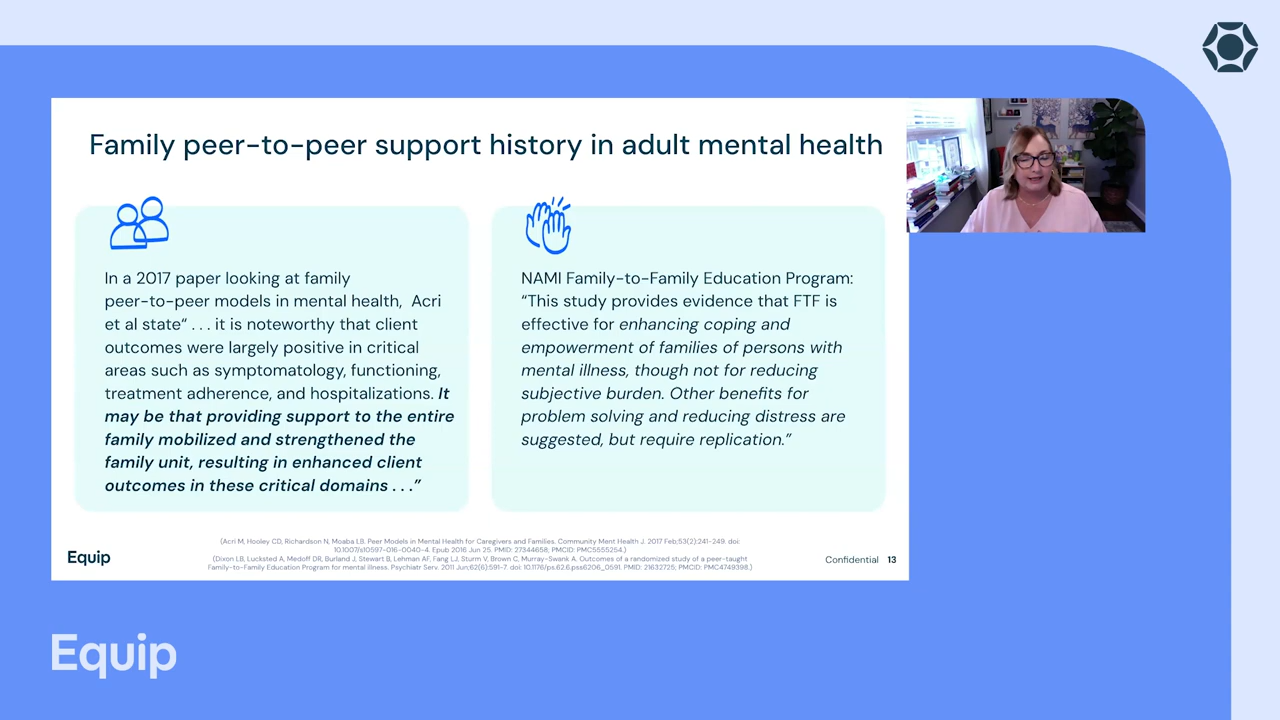 Family peer-to-peer support history in adult mental health
In a 2017 paper looking at family
peer-to-peer models in mental health, Acri
et al state“ . . . it is noteworthy that client
outcomes were largely positive in critical
areas such as symptomatology, functioning,
treatment adherence, and hospitalizations. It
may be that providing support to the entire
family mobilized and strengthened the
family unit, resulting in enhanced client
outcomes in these critical domains . . .”
NAMI Family-to-Family Education Program:
“This study provides evidence that FTF is
effective for enhancing coping and
empowerment of families of persons with
mental illness, though not for reducing
subjective burden. Other benefits for
problem solving and reducing distress are
suggested, but require replication.”
(Acri M, Hooley CD, Richardson N, Moaba LB. Peer Models in Mental Health for Caregivers and Families. Community Ment Health J. 2017 Feb;53(2):241-249. doi:
10.1007/s10597-016-0040-4. Epub 2016 Jun 25. PMID: 27344658; PMCID: PMC5555254.)
(Dixon LB, Lucksted A, Medoff DR, Burland J, Stewart B, Lehman AF, Fang LJ, Sturm V, Brown C, Murray-Swank A. Outcomes of a randomized study of a peer-taught
Family-to-Family Education Program for mental illness. Psychiatr Serv. 2011 Jun;62(6):591-7. doi: 10.1176/ps.62.6.pss6206_0591. PMID: 21632725; PMCID: PMC4749398.)
Equip
Confidential 13
Equip